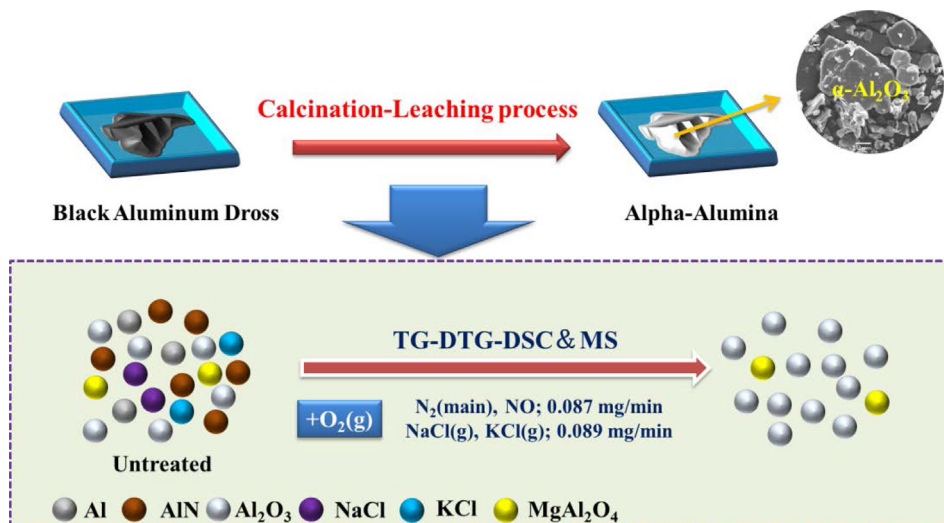 Calcination-Leaching process
α-Al₂O₃
Black Aluminum Dross
Alpha-Alumina
TG-DTG-DSC & MS
+O₂(g)
N₂(main), NO; 0.087 mg/min
NaCl(g), KCl(g); 0.089 mg/min
Untreated
Al AlN Al₂O₃ NaCl KCl MgAl₂O₄